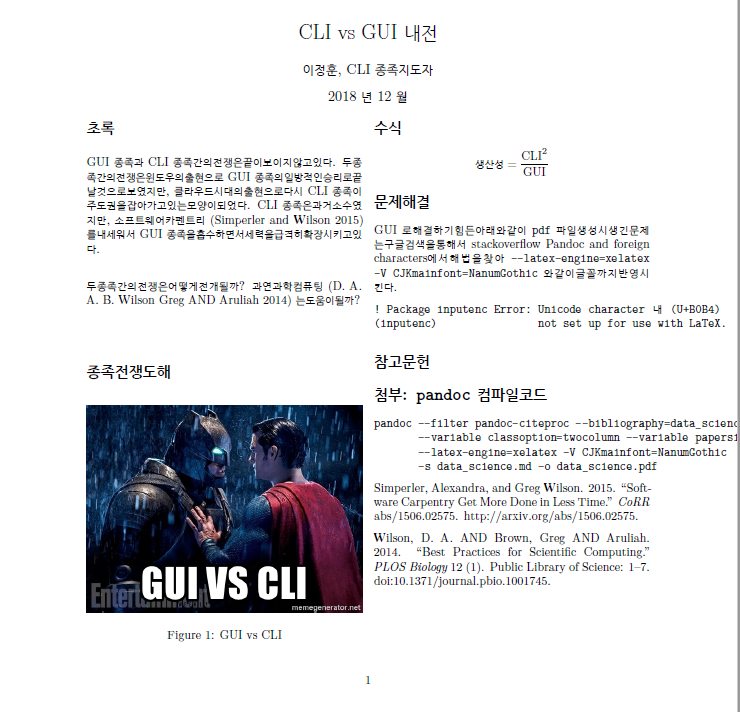 CLI vs GUI 내전
이정훈, CLI 종족지도자
2018 년 12 월
초록
GUI 종족과 CLI 종족간의전쟁은끝이보이지않고있다. 두종
족간의전쟁은윈도우의출현으로 GUI 종족의일방적인승리로끝
날것으로보였지만, 클라우드시대의출현으로다시 CLI 종족이
주도권을잡아가고있는모양이되었다. CLI 종족은과거소수였
지만, 소프트웨어카펜트리 (Simperler and Wilson 2015)
를내세워서 GUI 종족을흡수하면서세력을급격히확장시키고있
다.
두종족간의전쟁은어떻게전개될까? 과연과학컴퓨팅 (D. A.
A. B. Wilson Greg AND Aruliah 2014) 는도움이될까?
종족전쟁도해
GUI VS CLI
Entertainment
memegenerator.net
Figure 1: GUI vs CLI
수식
생산성 = CLI²
GUI
문제해결
GUI 로해결하기힘든아래와같이 pdf 파일생성시생긴문제
는구글검색을통해서 stackoverflow Pandoc and foreign
characters에서해법을찾아 --latex-engine=xelatex
-V CJKmainfont=NanumGothic 와같이글꼴까지반영시
킨다.
! Package inputenc Error: Unicode character 내 (U+B0B4)
(inputenc) not set up for use with LaTeX.
참고문헌
첨부: pandoc 컴파일코드
pandoc --filter pandoc-citeproc --bibliography=data_scienc
--variable classoption=twocolumn --variable papersi
--latex-engine=xelatex -V CJKmainfont=NanumGothic
-s data_science.md -o data_science.pdf
Simperler, Alexandra, and Greg Wilson. 2015. “Soft-
ware Carpentry Get More Done in Less Time.” CoRR
abs/1506.02575. http://arxiv.org/abs/1506.02575.
Wilson, D. A. AND Brown, Greg AND Aruliah.
2014. “Best Practices for Scientific Computing.”
PLOS Biology 12 (1). Public Library of Science: 1–7.
doi:10.1371/journal.pbio.1001745.
1